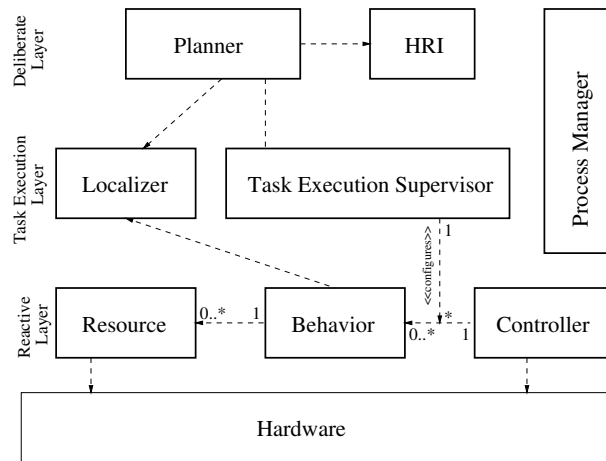 Deliberate
Layer
Planner
HRI
Process Manager
Task Execution
Layer
Localizer
Task Execution Supervisor
<<configures>>
1
Reactive
Layer
Resource
0..*
1
Behavior
0..*
*
1
Controller
Hardware